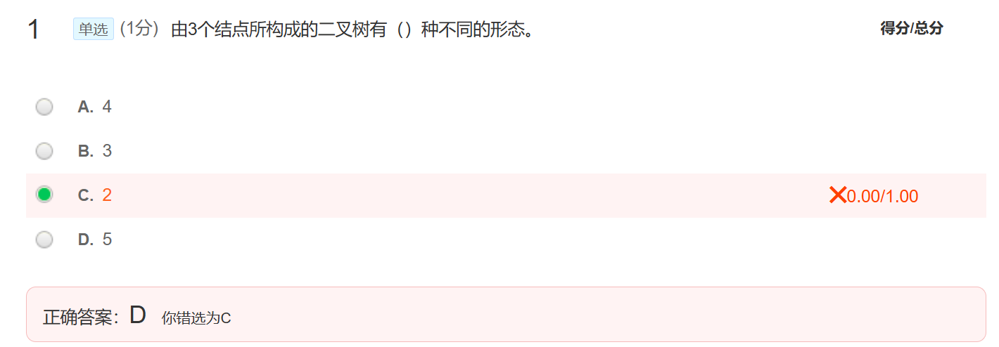 1 单选 (1分) 由3个结点所构成的二叉树有（）种不同的形态。 得分/总分
A. 4
B. 3
C. 2 0.00/1.00
D. 5
正确答案：D 你错选为C